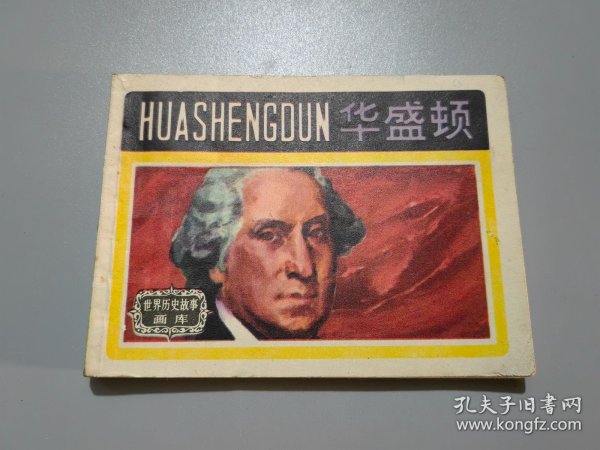 HUASHENGDUN 华盛顿
世界历史故事
画库
孔夫子旧书网
www.kongfz.com